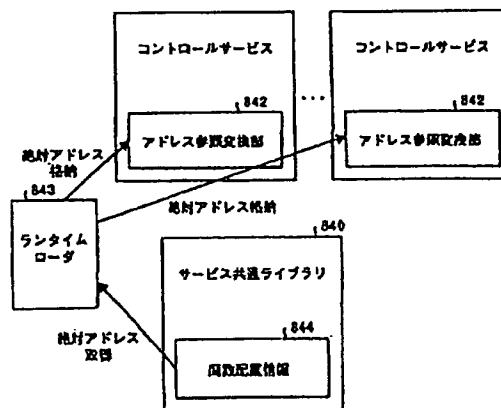 コントロールサービス
842
アドレス参照変換部
...
コントロールサービス
842
アドレス参照変換部
絶対アドレス
格納
843
ランタイム
ローダ
絶対アドレス格納
840
サービス共通ライブラリ
絶対アドレス
取得
844
関数配置情報